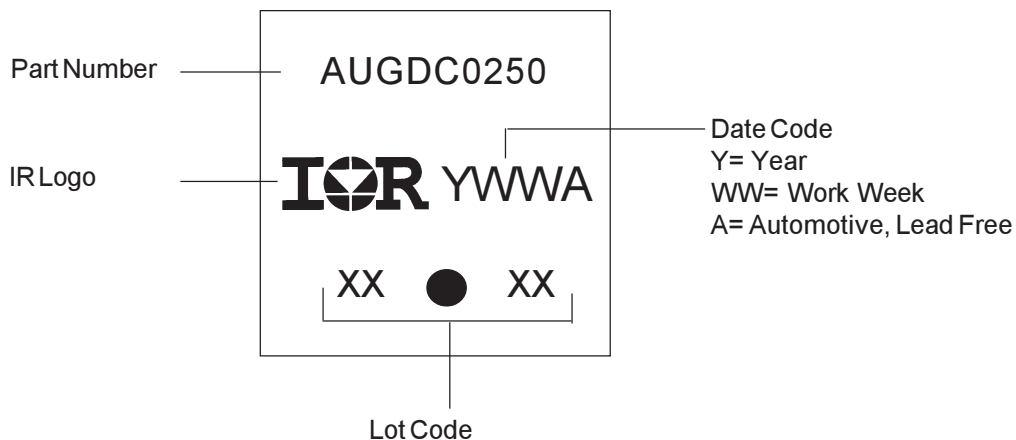 Part Number
AUGDC0250
IR Logo
IOR YWWA
Date Code
Y= Year
WW= Work Week
A= Automotive, Lead Free
XX XX
Lot Code